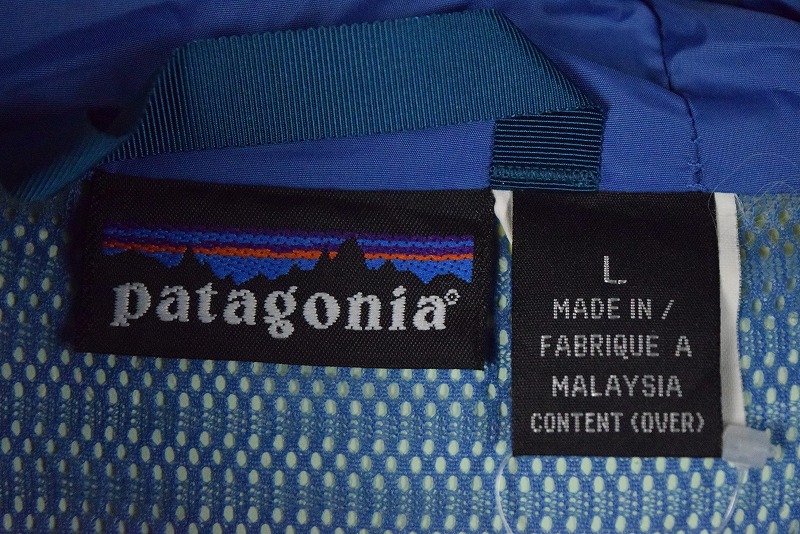 patagonia®
L
MADE IN /
FABRIQUE A
MALAYSIA
CONTENT (OVER)